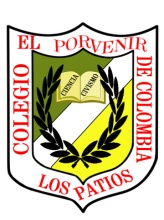 COLEGIO
EL PORVENIR
DE COLOMBIA
CIENCIA
CIVISMO
LOS PATIOS